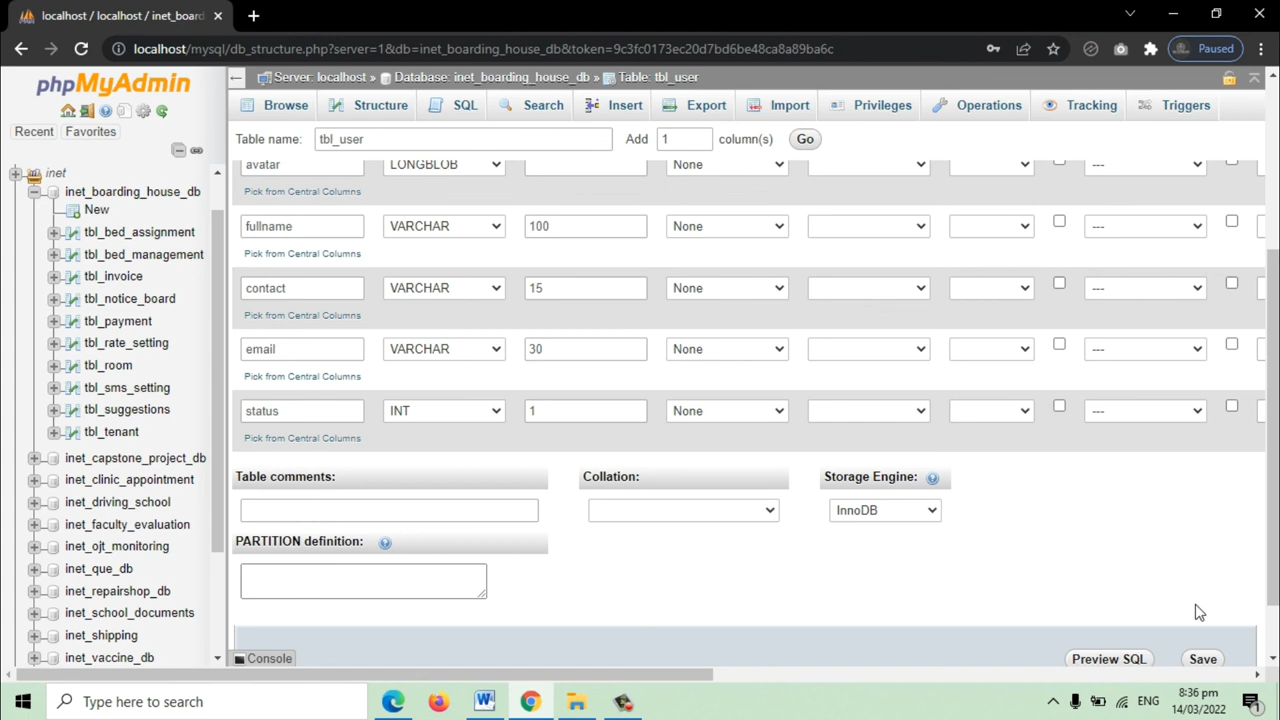 localhost / localhost / inet_board
localhost/mysql/db_structure.php?server=1&db=inet_boarding_house_db&token=9c3fc0173ec20d7bd6be48ca8a89ba6c
Paused
phpMyAdmin
Recent Favorites
inet
inet_boarding_house_db
New
tbl_bed_assignment
tbl_bed_management
tbl_invoice
tbl_notice_board
tbl_payment
tbl_rate_setting
tbl_room
tbl_sms_setting
tbl_suggestions
tbl_tenant
inet_capstone_project_db
inet_clinic_appointment
inet_driving_school
inet_faculty_evaluation
inet_ojt_monitoring
inet_que_db
inet_repairshop_db
inet_school_documents
inet_shipping
inet_vaccine_db
Server: localhost » Database: inet_boarding_house_db » Table: tbl_user
Browse Structure SQL Search Insert Export Import Privileges Operations Tracking Triggers
Table name: tbl_user Add 1 column(s) Go
avatar LONGBLOB None ---
Pick from Central Columns
fullname VARCHAR 100 None ---
Pick from Central Columns
contact VARCHAR 15 None ---
Pick from Central Columns
email VARCHAR 30 None ---
Pick from Central Columns
status INT 1 None ---
Pick from Central Columns
Table comments: Collation: Storage Engine:
InnoDB
PARTITION definition:
Console Preview SQL Save
Type here to search
ENG
8:36 pm
14/03/2022
1